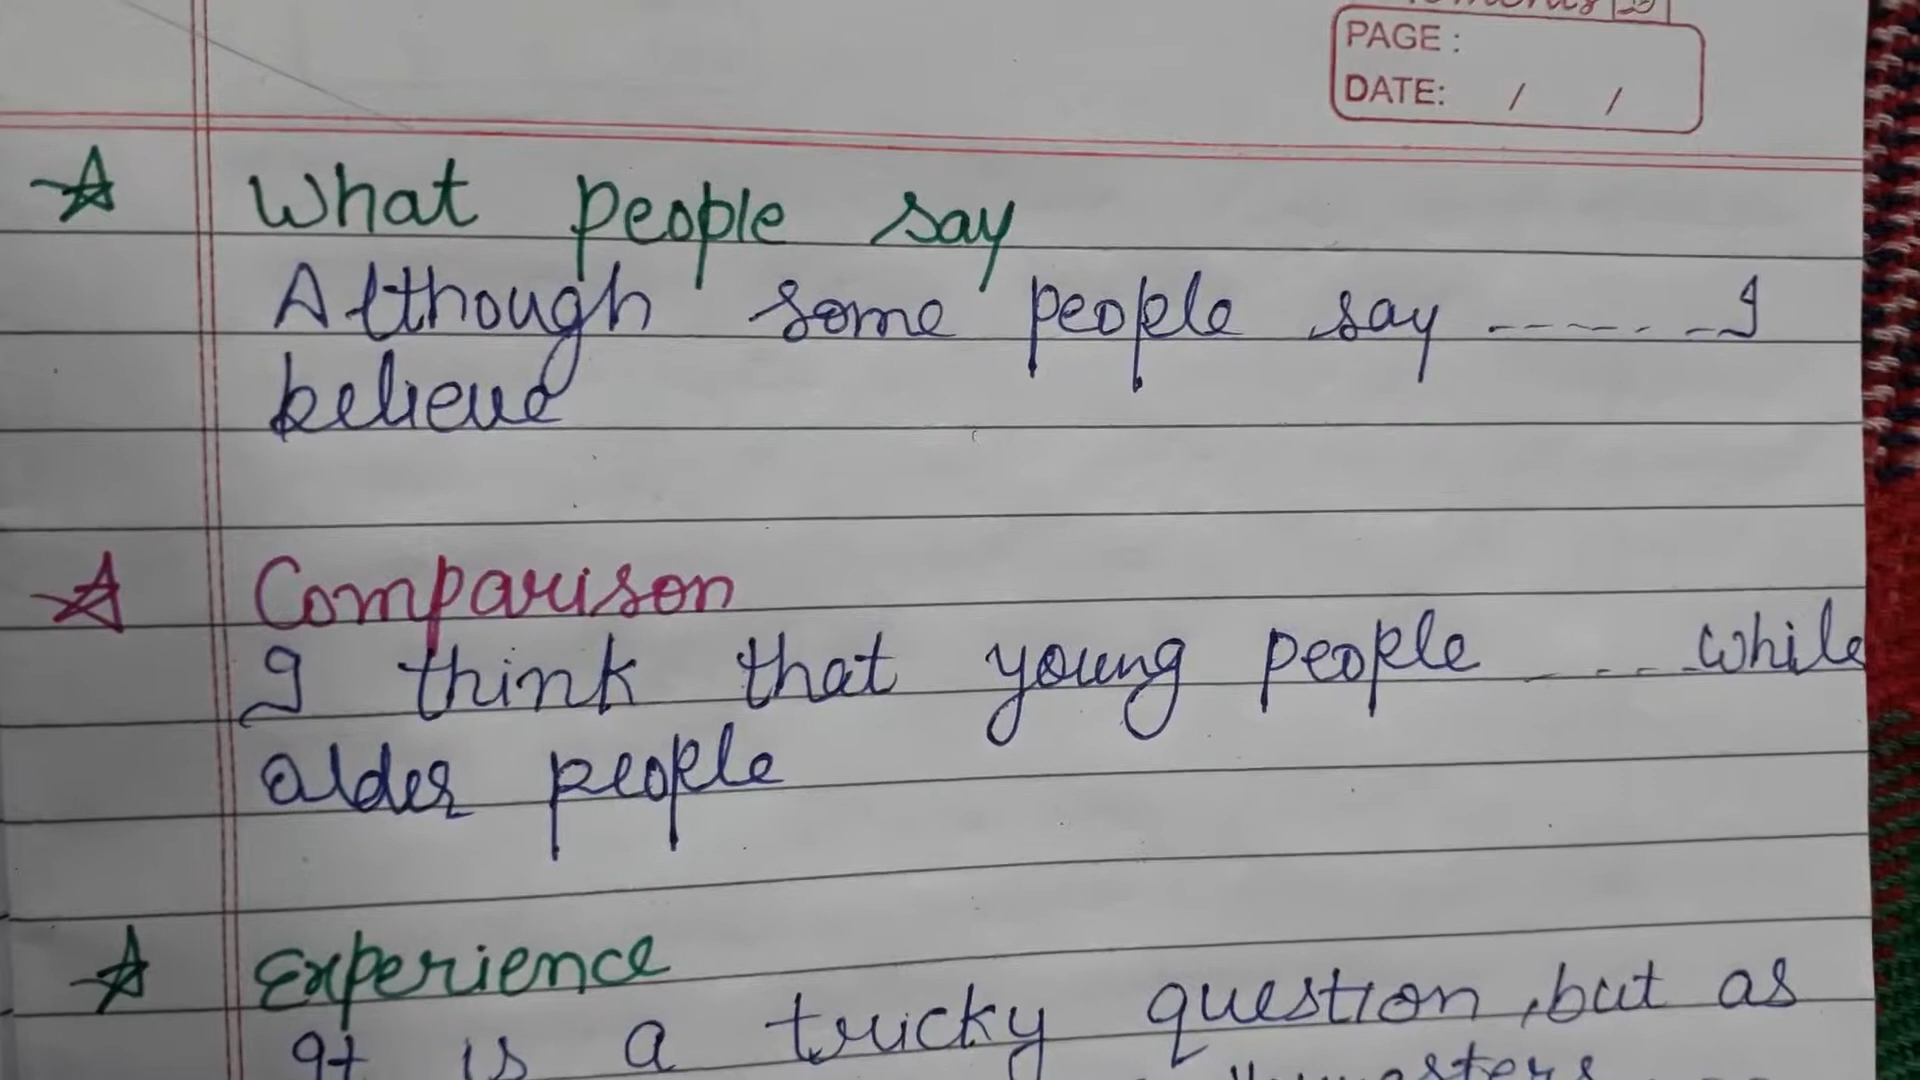 PAGE :
DATE: / /
What people say
Although some people say ------- I
believe
Comparison
I think that young people ---- while
older people
Experience
It is a tricky question, but as